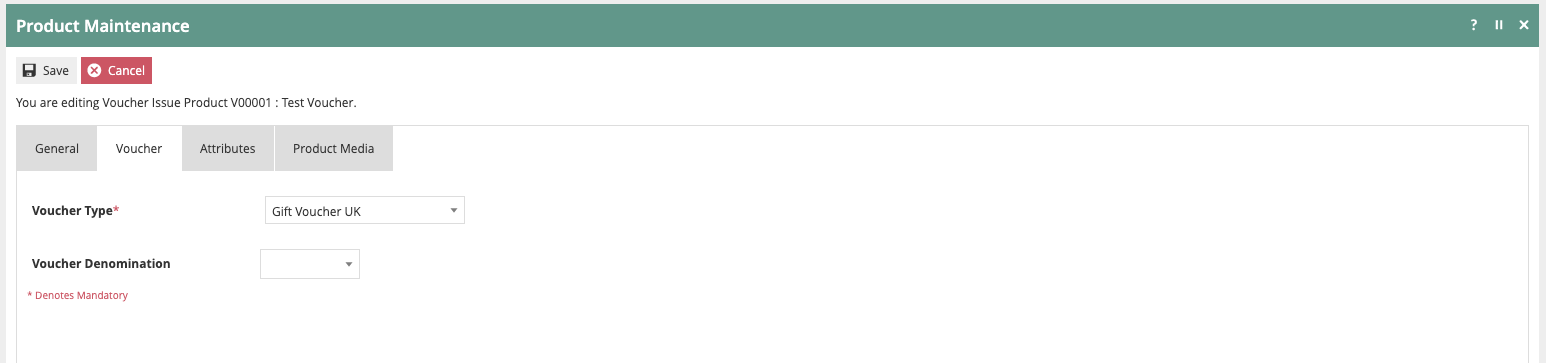 Product Maintenance
?
Save Cancel
You are editing Voucher Issue Product V00001 : Test Voucher.
General Voucher Attributes Product Media
Voucher Type* Gift Voucher UK
Voucher Denomination
* Denotes Mandatory